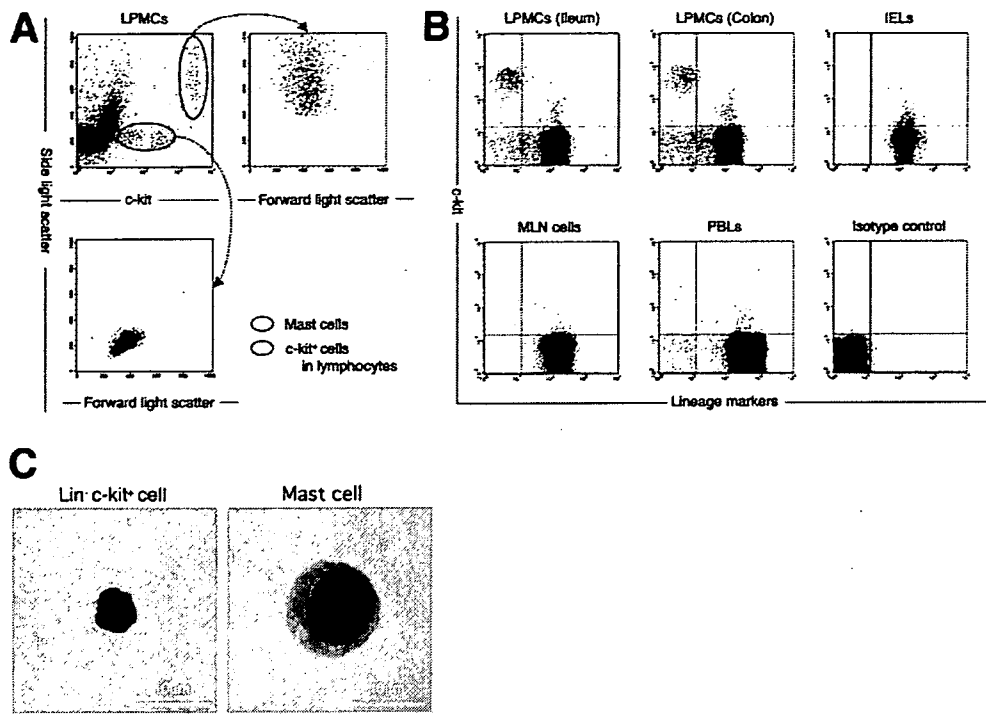 A
LPMCs
Side light scatter
c-kit
Forward light scatter
Mast cells
c-kit+ cells
in lymphocytes
Forward light scatter
B
LPMCs (Ileum)
LPMCs (Colon)
IELs
c-kit
MLN cells
PBLs
Isotype control
Lineage markers
C
Lin- c-kit+ cell
Mast cell